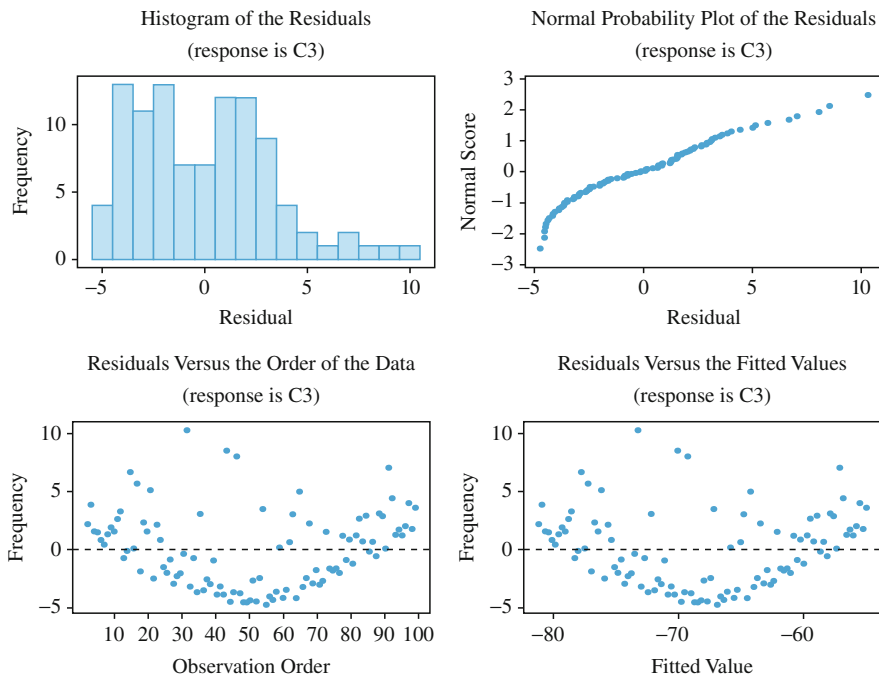 Histogram of the Residuals
(response is C3)
Frequency
10
5
0
−5 0 5 10
Residual
Normal Probability Plot of the Residuals
(response is C3)
Normal Score
3
2
1
0
−1
−2
−3
−5 0 5 10
Residual
Residuals Versus the Order of the Data
(response is C3)
Frequency
10
5
0
−5
10 20 30 40 50 60 70 80 90 100
Observation Order
Residuals Versus the Fitted Values
(response is C3)
Frequency
10
5
0
−5
−80 −70 −60
Fitted Value